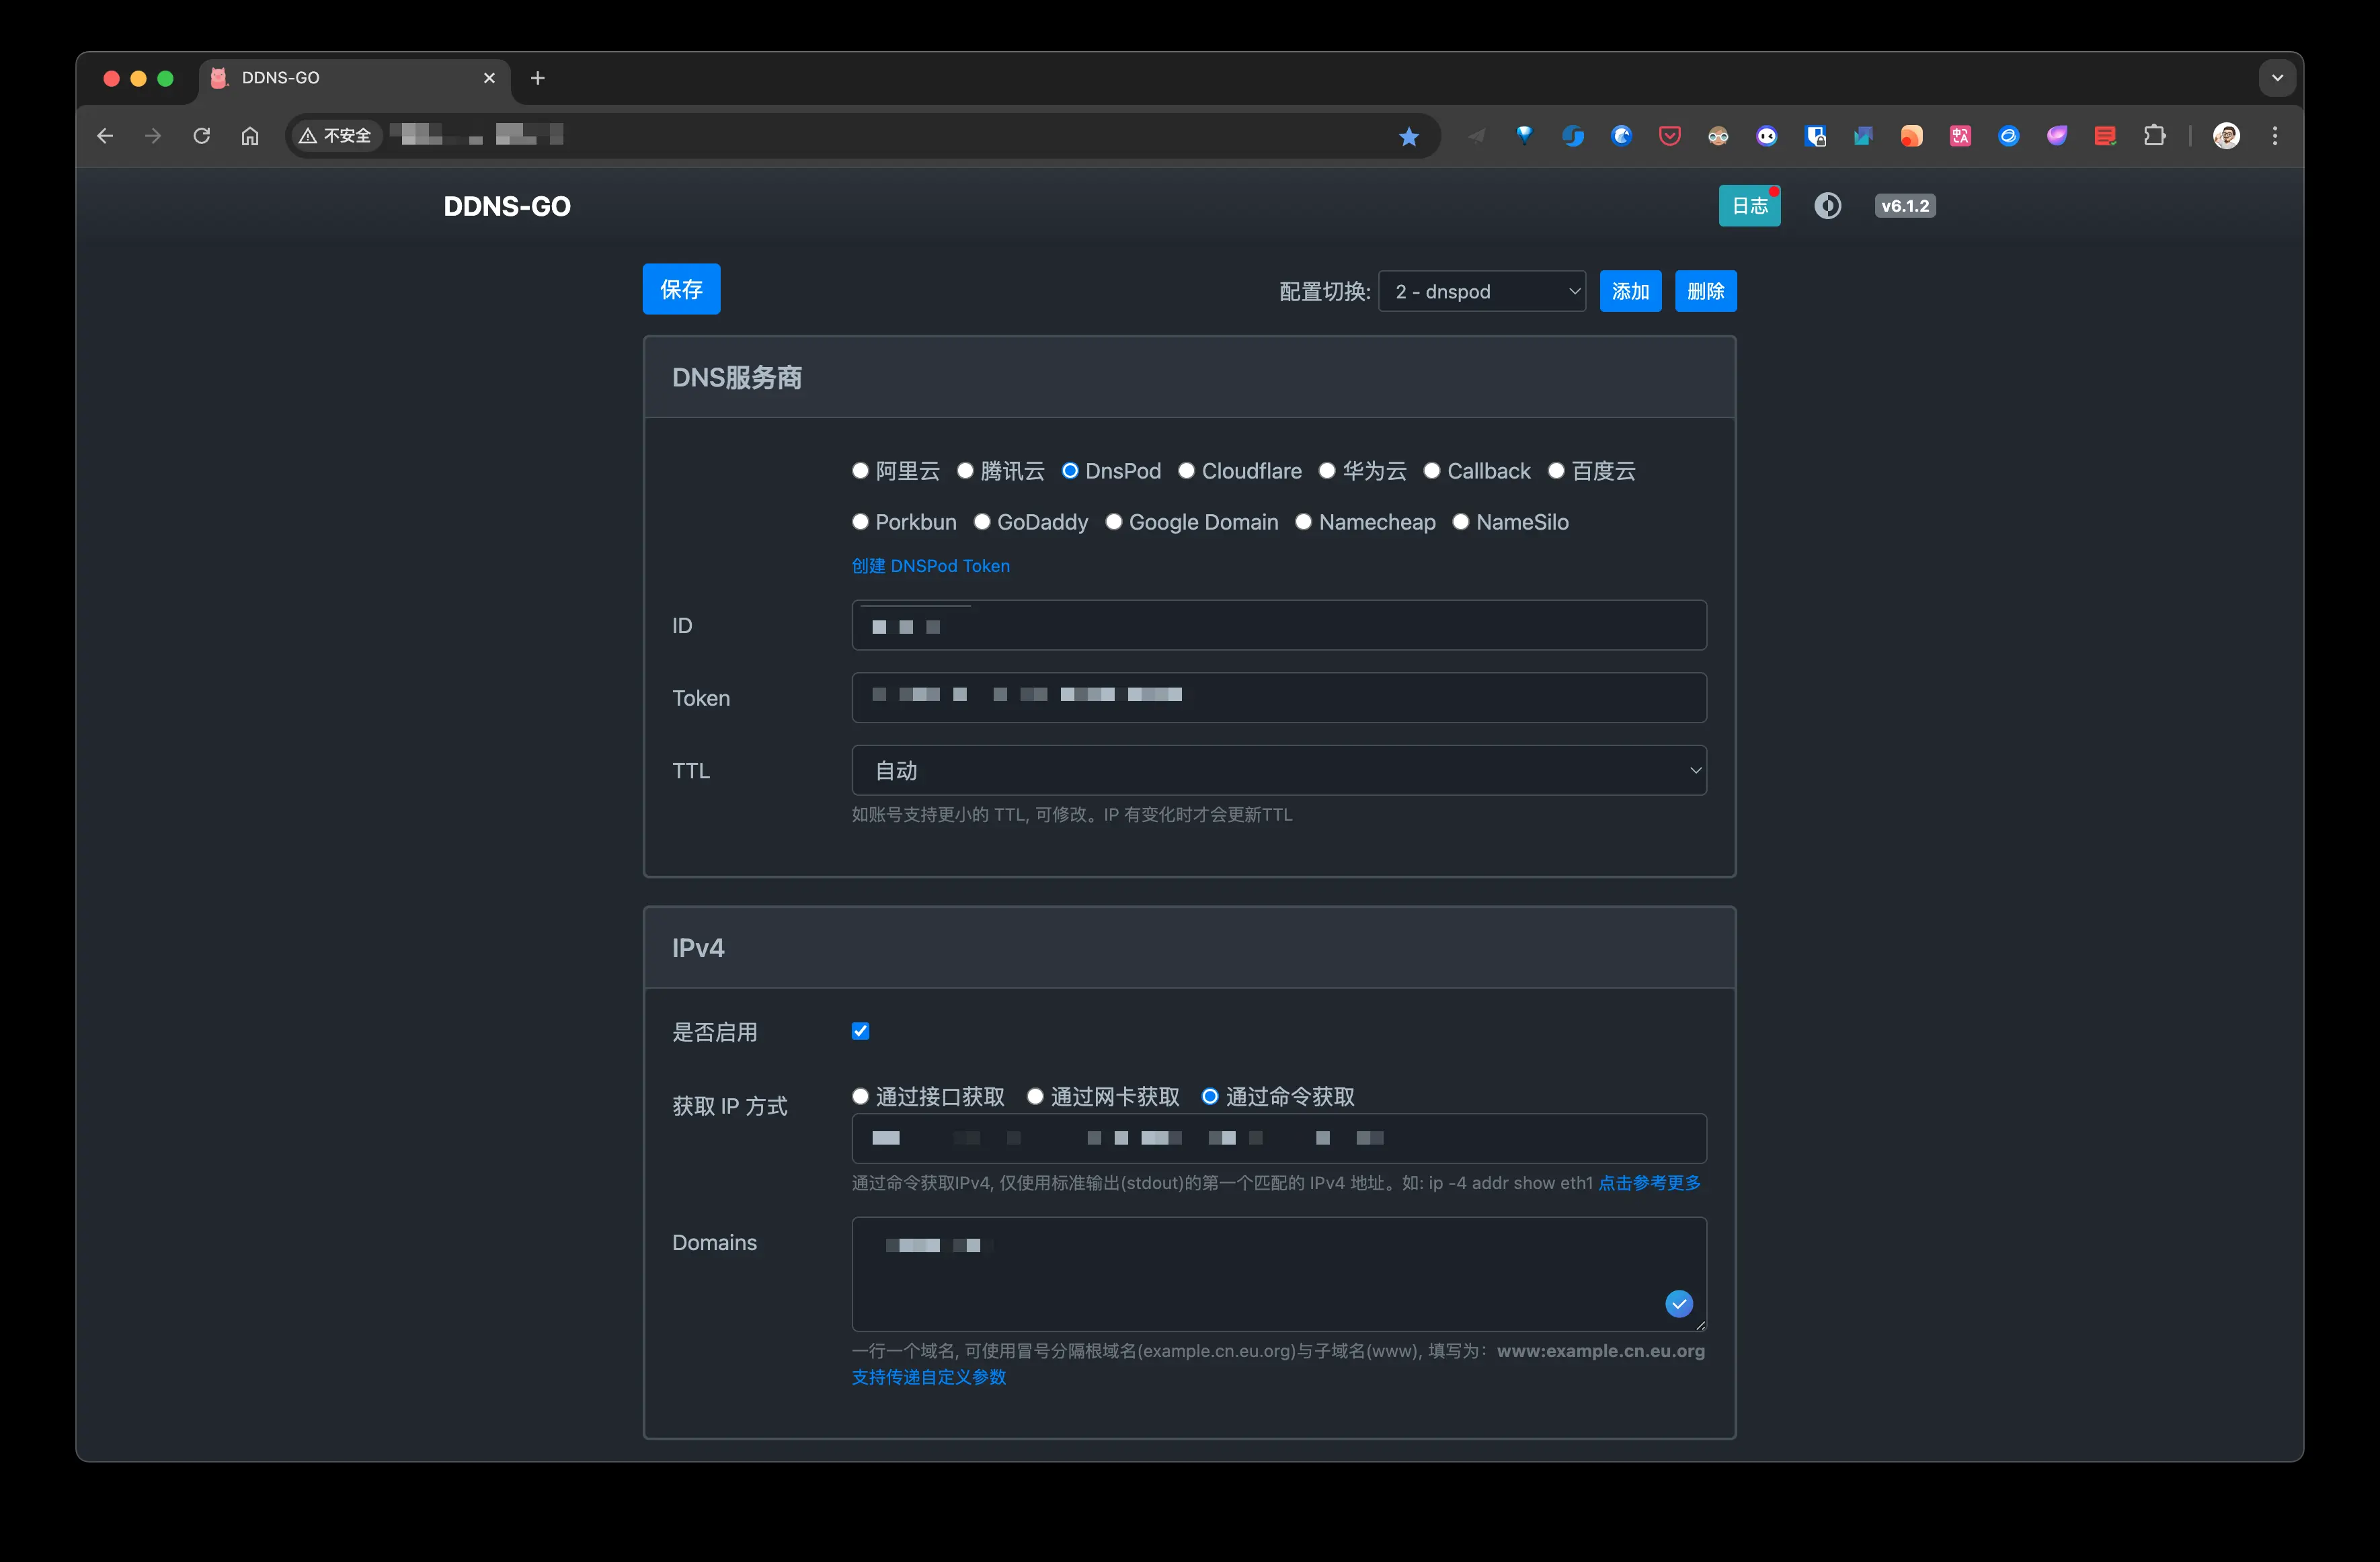 DDNS-GO
不安全
DDNS-GO
日志
v6.1.2
保存
配置切换: 2 - dnspod 添加 删除
DNS服务商
阿里云 腾讯云 DnsPod Cloudflare 华为云 Callback 百度云
Porkbun GoDaddy Google Domain Namecheap NameSilo
创建 DNSPod Token
ID
Token
TTL 自动
如账号支持更小的 TTL, 可修改。IP 有变化时才会更新TTL
IPv4
是否启用
获取 IP 方式 通过接口获取 通过网卡获取 通过命令获取
通过命令获取IPv4, 仅使用标准输出(stdout)的第一个匹配的 IPv4 地址。如: ip -4 addr show eth1 点击参考更多
Domains
一行一个域名, 可使用冒号分隔根域名(example.cn.eu.org)与子域名(www), 填写为：www:example.cn.eu.org
支持传递自定义参数